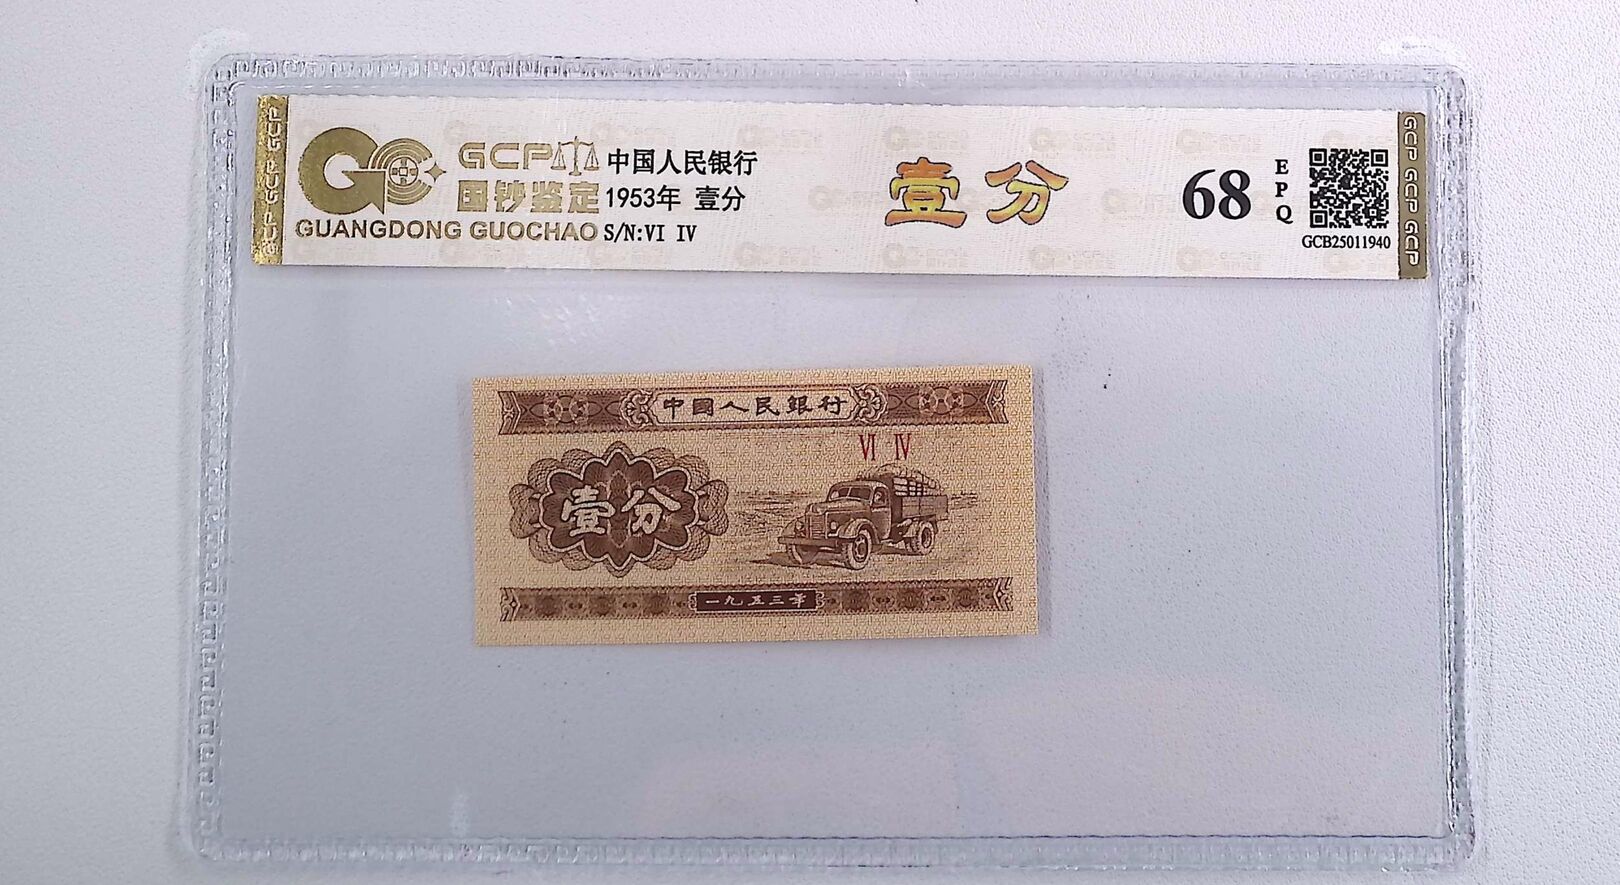 GCP
中国人民银行
国钞鉴定
1953年 壹分
GUANGDONG GUOCHAO
S/N:VI IV
壹分
68
EPQ
GCB25011940
GCP GCP GCP
GCP GCP GCP
中國人民銀行
VI IV
壹分
一九五三年